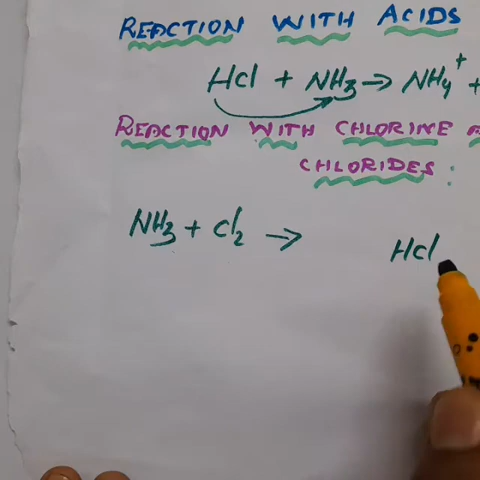 REACTION WITH ACIDS
HCl + NH3 → NH4+ +
REACTION WITH CHLORINE
CHLORIDES:
NH3 + Cl2 →
HCl